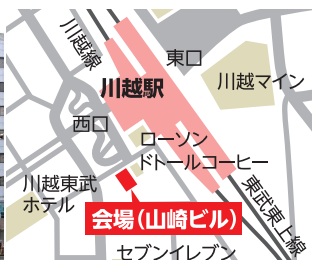 川越線
東口
川越マイン
川越駅
西口
ローソン
ドトールコーヒー
川越東武
ホテル
東武東上線
会場(山崎ビル)
セブンイレブン